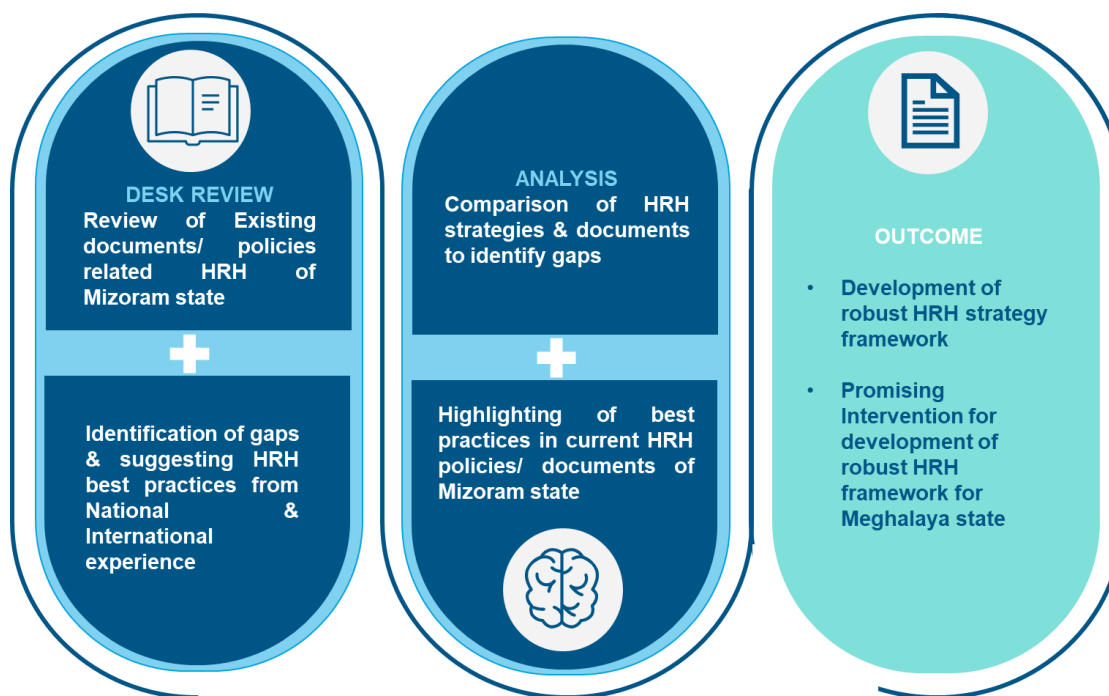 DESK REVIEW
Review of Existing
documents/ policies
related HRH of
Mizoram state
Identification of gaps
& suggesting HRH
best practices from
National &
International
experience
ANALYSIS
Comparison of HRH
strategies & documents
to identify gaps
Highlighting of best
practices in current HRH
policies/ documents of
Mizoram state
OUTCOME
• Development of
robust HRH strategy
framework
• Promising
Intervention for
development of
robust HRH
framework for
Meghalaya state